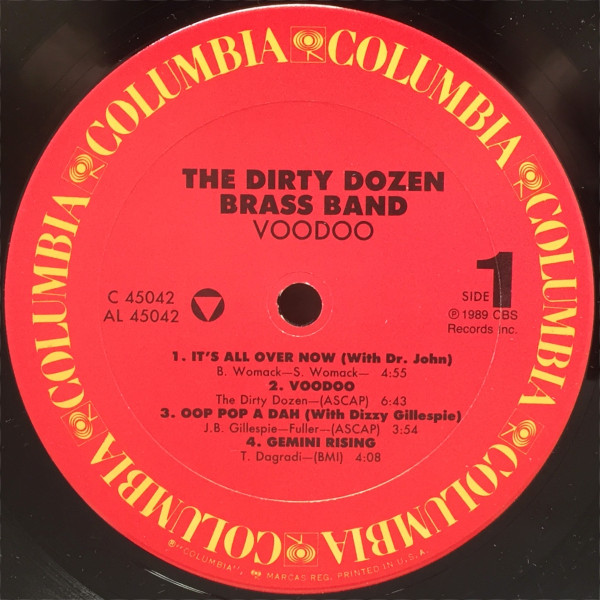 COLUMBIA COLUMBIA COLUMBIA COLUMBIA COLUMBIA COLUMBIA COLUMBIA
THE DIRTY DOZEN
BRASS BAND
VOODOO
C 45042
AL 45042
SIDE 1
℗ 1989 CBS
Records Inc.
1. IT'S ALL OVER NOW (With Dr. John)
B. Womack—S. Womack— 4:55
2. VOODOO
The Dirty Dozen—(ASCAP) 6:43
3. OOP POP A DAH (With Dizzy Gillespie)
J.B. Gillespie—Fuller—(ASCAP) 3:54
4. GEMINI RISING
T. Dagradi—(BMI) 4:08
®"COLUMBIA", MARCAS REG. PRINTED IN U.S.A.